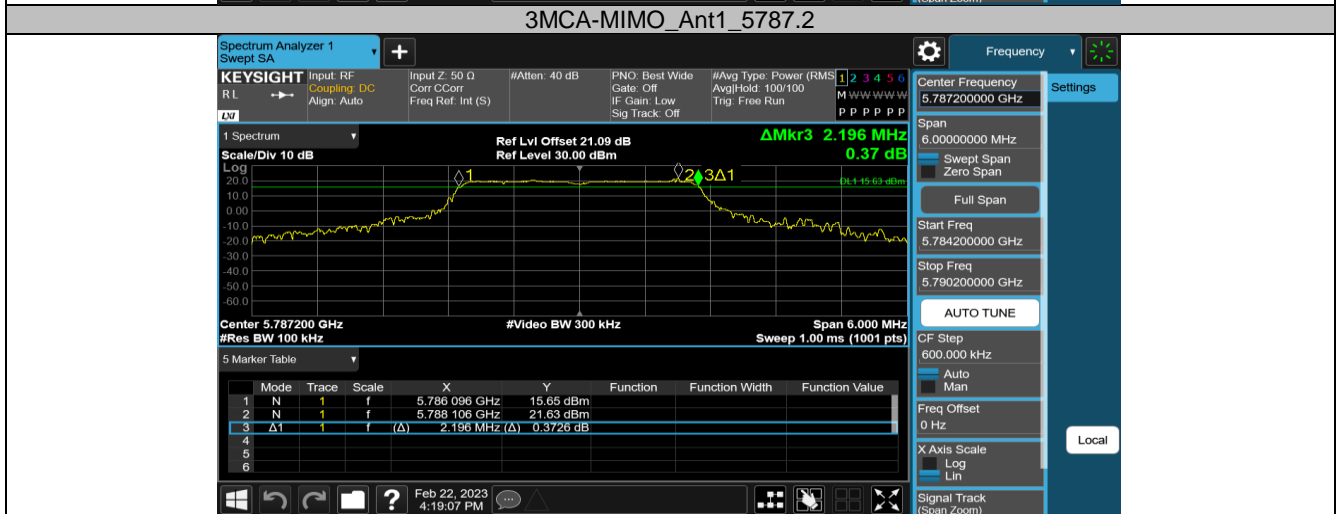 (Span Zoom)
3MCA-MIMO_Ant1_5787.2
Spectrum Analyzer 1
Swept SA
+
Frequency
KEYSIGHT
Input: RF
Input Z: 50 Ω
#Atten: 40 dB
PNO: Best Wide
#Avg Type: Power (RMS
1 2 3 4 5 6
R L
Coupling: DC
Corr CCorr
Gate: Off
Avg|Hold: 100/100
M W W W W W
Align: Auto
Freq Ref: Int (S)
IF Gain: Low
Trig: Free Run
LXI
Sig Track: Off
P P P P P P
1 Spectrum
Ref Lvl Offset 21.09 dB
ΔMkr3 2.196 MHz
Scale/Div 10 dB
Ref Level 30.00 dBm
0.37 dB
Log
1
2
3Δ1
DL1 15.63 dBm
20.0
10.0
0.00
-10.0
-20.0
-30.0
-40.0
-50.0
-60.0
Center 5.787200 GHz
#Video BW 300 kHz
Span 6.000 MHz
#Res BW 100 kHz
Sweep 1.00 ms (1001 pts)
5 Marker Table
Mode Trace Scale X Y Function Function Width Function Value
1 N 1 f 5.786 096 GHz 15.65 dBm
2 N 1 f 5.788 106 GHz 21.63 dBm
3 Δ1 1 f (Δ) 2.196 MHz (Δ) 0.3726 dB
4
5
6
?
Feb 22, 2023
4:19:07 PM
Center Frequency
5.787200000 GHz
Settings
Span
6.00000000 MHz
Swept Span
Zero Span
Full Span
Start Freq
5.784200000 GHz
Stop Freq
5.790200000 GHz
AUTO TUNE
CF Step
600.000 kHz
Auto
Man
Freq Offset
0 Hz
X Axis Scale
Log
Lin
Local
Signal Track
(Span Zoom)